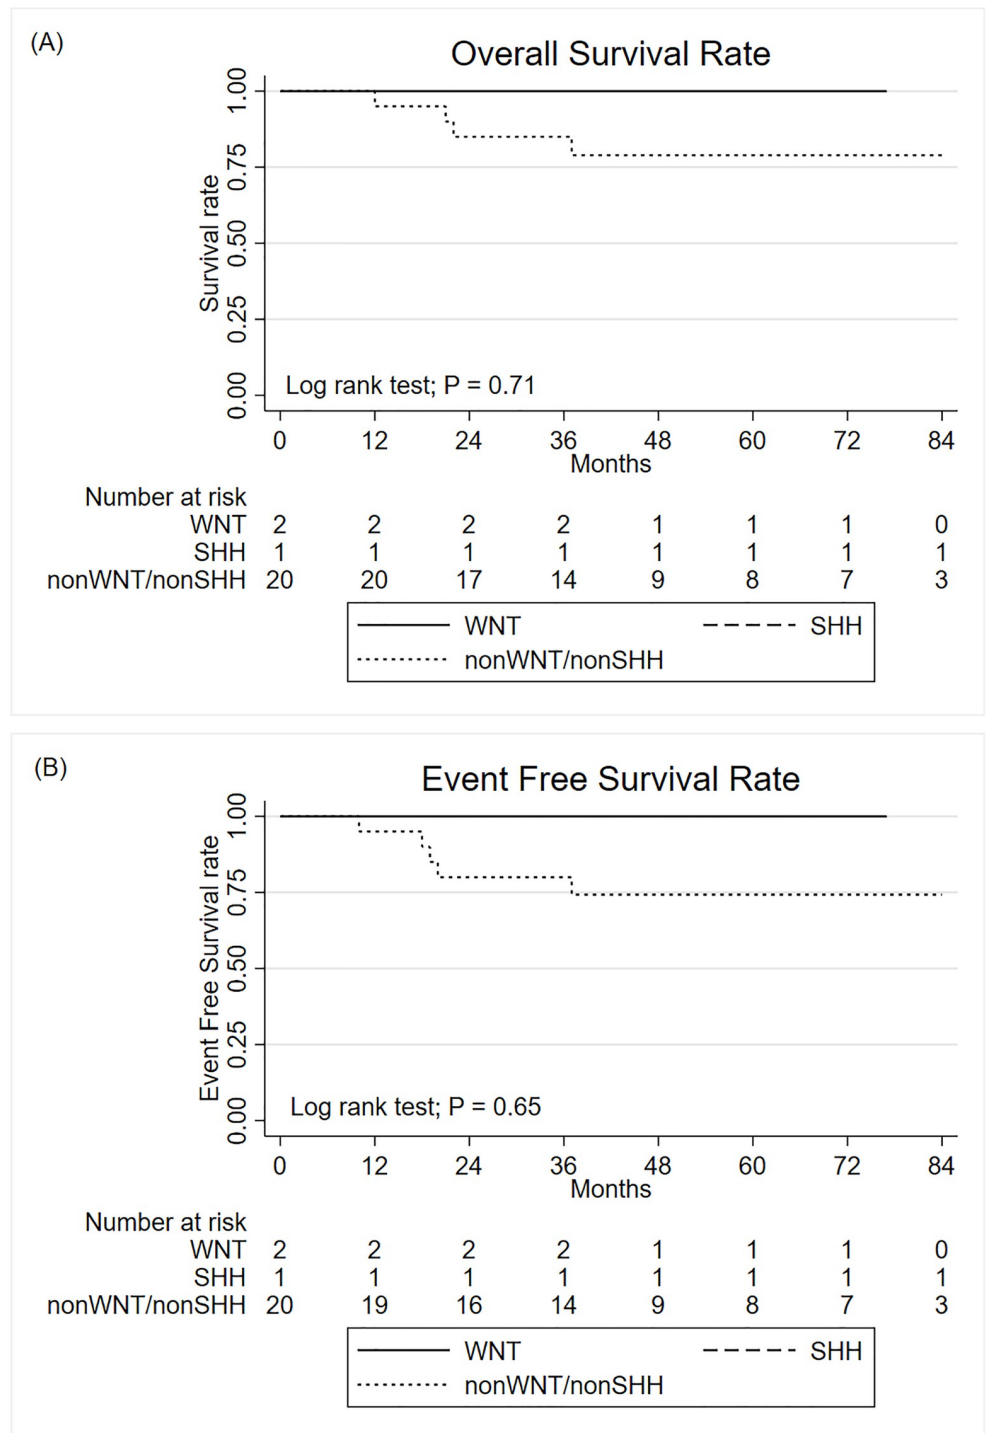 (A)
Overall Survival Rate
Survival rate
1.00
0.75
0.50
0.25
0.00
Log rank test; P = 0.71
0 12 24 36 48 60 72 84
Months
Number at risk
WNT 2 2 2 2 1 1 1 0
SHH 1 1 1 1 1 1 1 1
nonWNT/nonSHH 20 20 17 14 9 8 7 3
WNT SHH
nonWNT/nonSHH
(B)
Event Free Survival Rate
Event Free Survival rate
1.00
0.75
0.50
0.25
0.00
Log rank test; P = 0.65
0 12 24 36 48 60 72 84
Months
Number at risk
WNT 2 2 2 2 1 1 1 0
SHH 1 1 1 1 1 1 1 1
nonWNT/nonSHH 20 19 16 14 9 8 7 3
WNT SHH
nonWNT/nonSHH